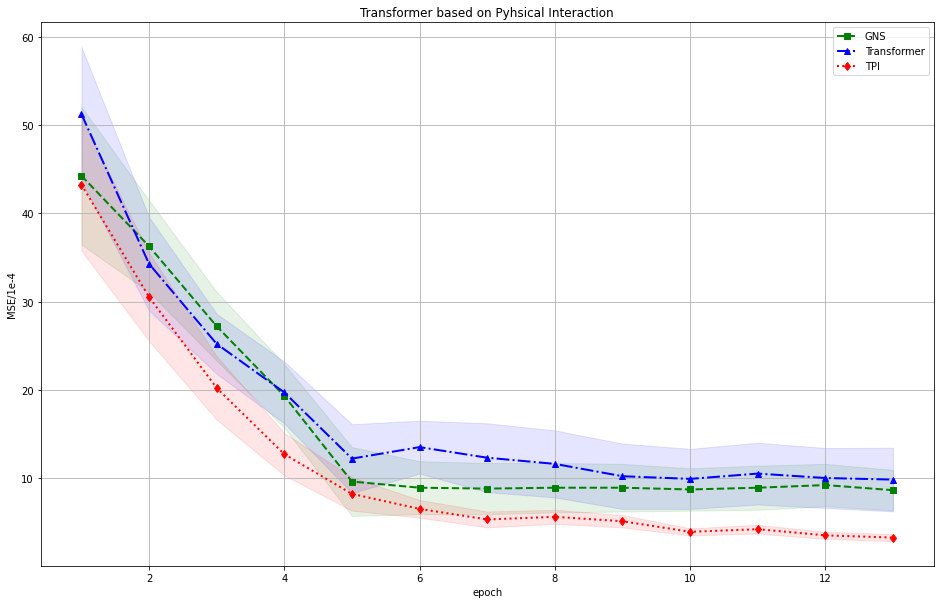 Transformer based on Pyhsical Interaction
GNS
Transformer
TPI
MSE/1e-4
60
50
40
30
20
10
2
4
6
8
10
12
epoch